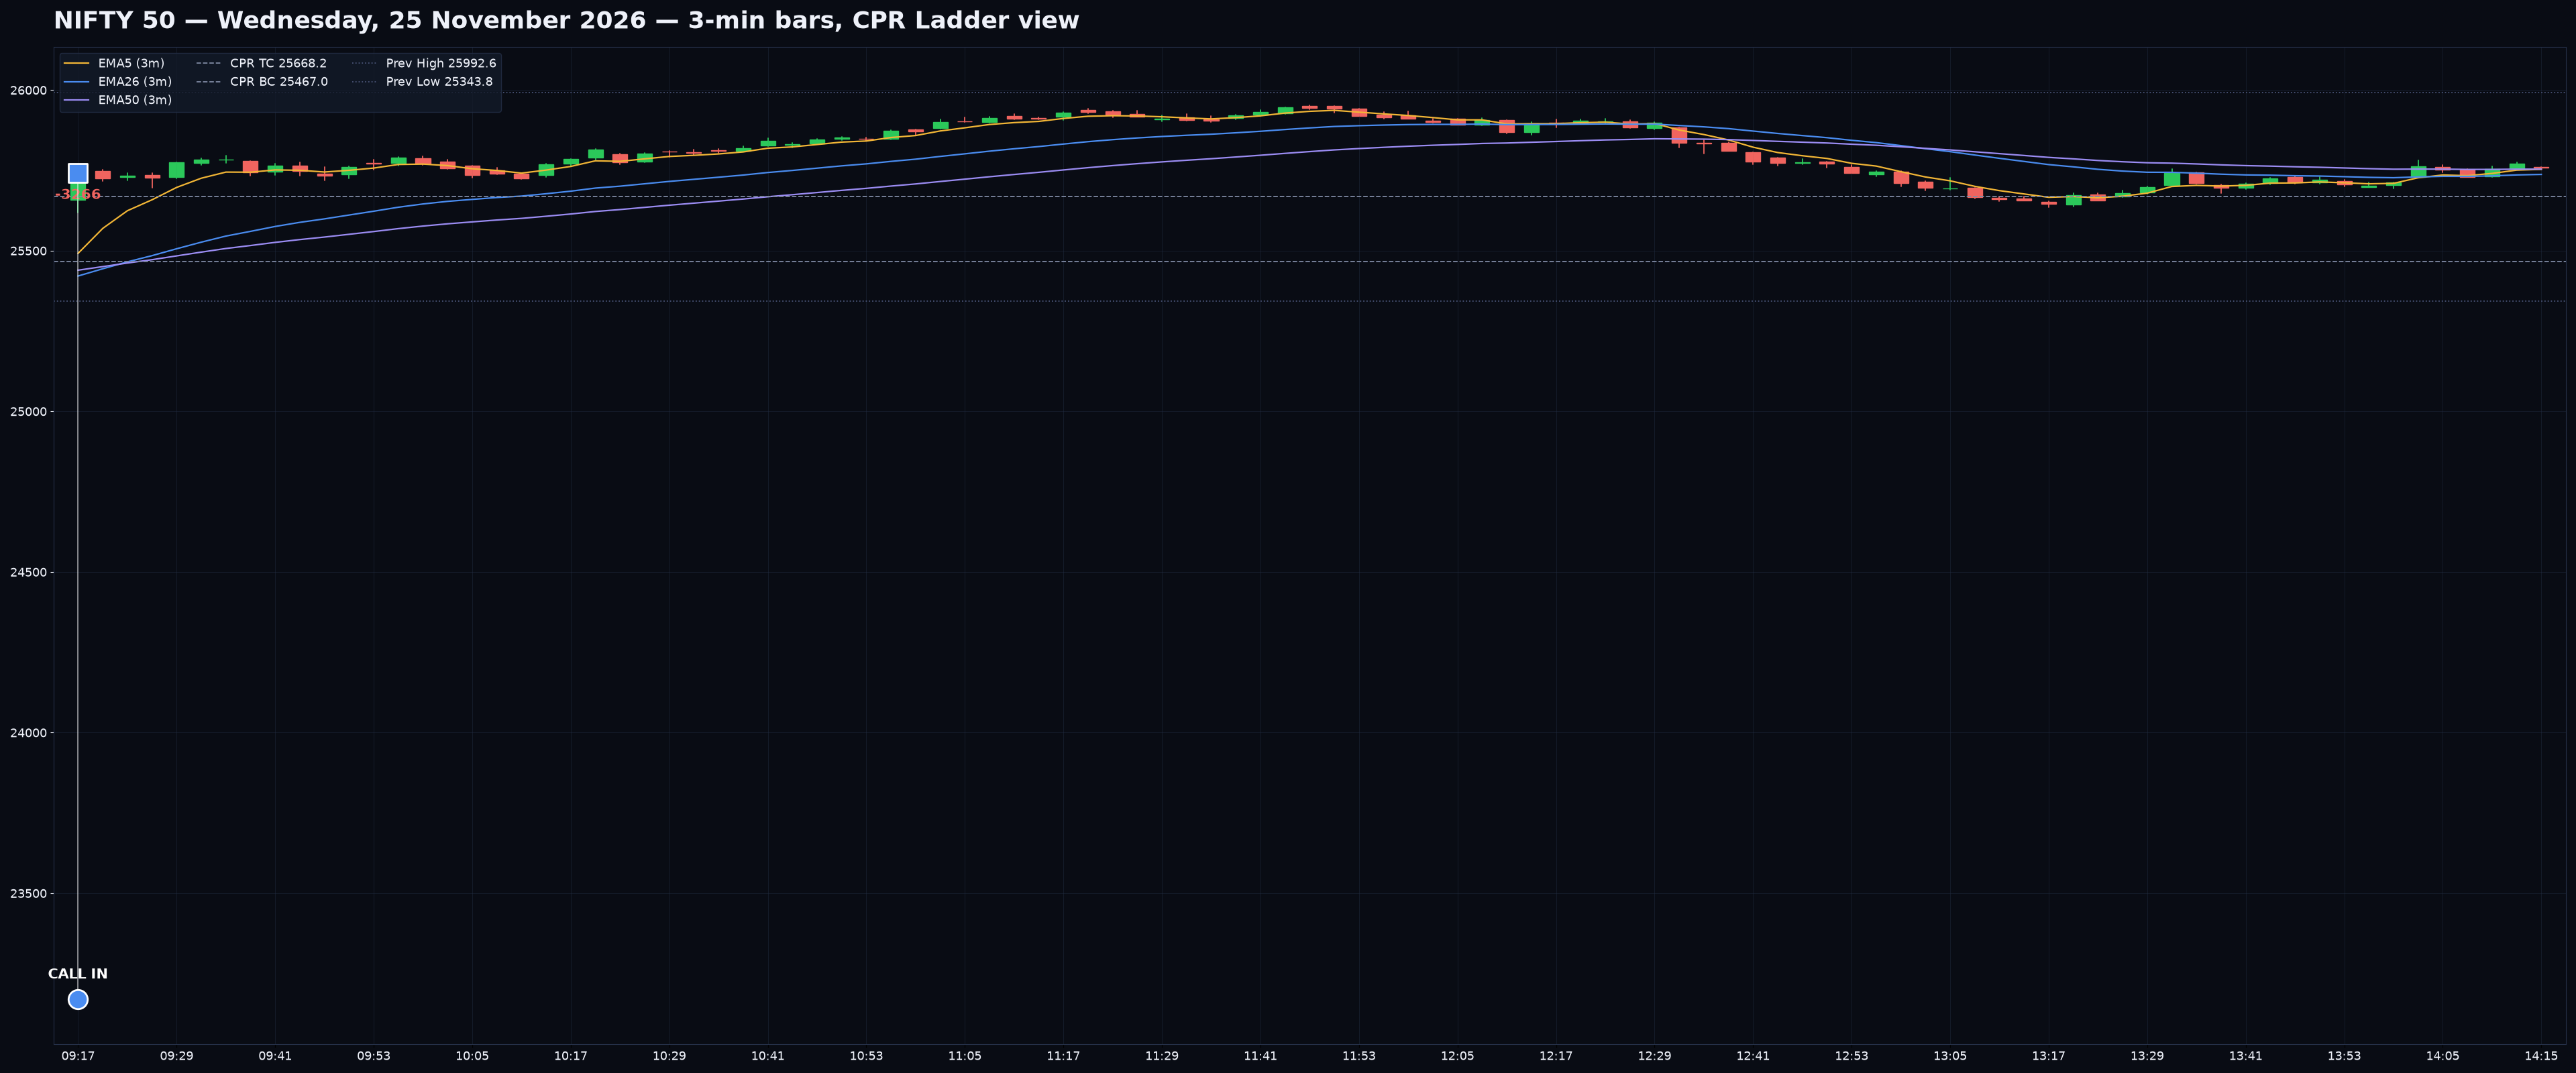 NIFTY 50 — Wednesday, 25 November 2026 — 3-min bars, CPR Ladder view
EMA5 (3m) CPR TC 25668.2 Prev High 25992.6
EMA26 (3m) CPR BC 25467.0 Prev Low 25343.8
EMA50 (3m)
26000
25500
25000
24500
24000
23500
CALL IN
09:17 09:29 09:41 09:53 10:05 10:17 10:29 10:41 10:53 11:05 11:17 11:29 11:41 11:53 12:05 12:17 12:29 12:41 12:53 13:05 13:17 13:29 13:41 13:53 14:05 14:15